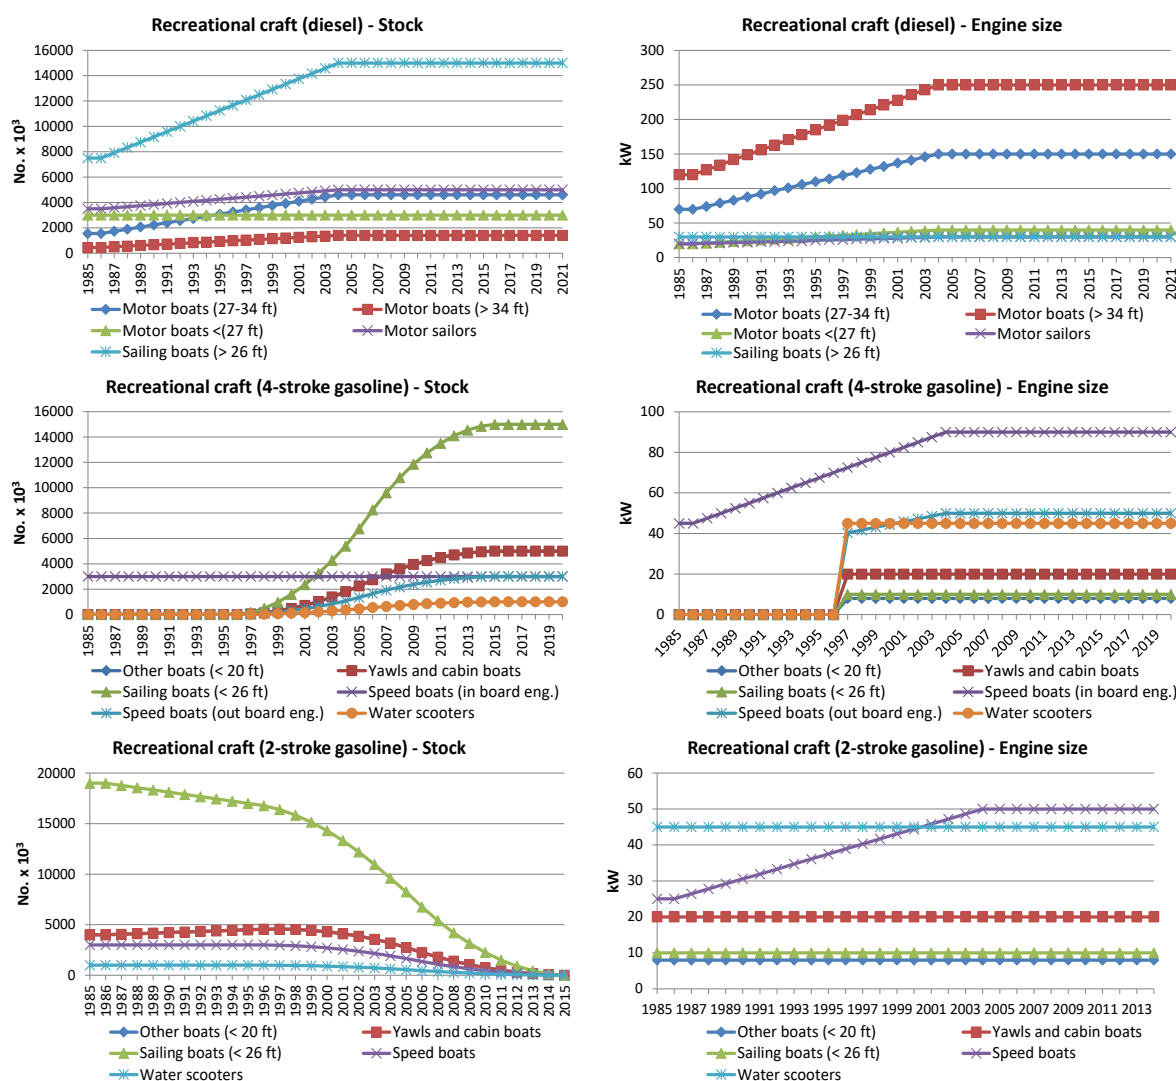 Recreational craft (diesel) - Stock
No. x 10³
16000
14000
12000
10000
8000
6000
4000
2000
0
1985 1987 1989 1991 1993 1995 1997 1999 2001 2003 2005 2007 2009 2011 2013 2015 2017 2019 2021
Motor boats (27-34 ft) Motor boats (> 34 ft)
Motor boats <(27 ft) Motor sailors
Sailing boats (> 26 ft)
Recreational craft (diesel) - Engine size
kW
300
250
200
150
100
50
0
1985 1987 1989 1991 1993 1995 1997 1999 2001 2003 2005 2007 2009 2011 2013 2015 2017 2019 2021
Motor boats (27-34 ft) Motor boats (> 34 ft)
Motor boats <(27 ft) Motor sailors
Sailing boats (> 26 ft)
Recreational craft (4-stroke gasoline) - Stock
No. x 10³
16000
14000
12000
10000
8000
6000
4000
2000
0
1985 1987 1989 1991 1993 1995 1997 1999 2001 2003 2005 2007 2009 2011 2013 2015 2017 2019
Other boats (< 20 ft) Yawls and cabin boats
Sailing boats (< 26 ft) Speed boats (in board eng.)
Speed boats (out board eng.) Water scooters
Recreational craft (4-stroke gasoline) - Engine size
kW
100
80
60
40
20
0
1985 1987 1989 1991 1993 1995 1997 1999 2001 2003 2005 2007 2009 2011 2013 2015 2017 2019
Other boats (< 20 ft) Yawls and cabin boats
Sailing boats (< 26 ft) Speed boats (in board eng.)
Speed boats (out board eng.) Water scooters
Recreational craft (2-stroke gasoline) - Stock
No. x 10³
20000
15000
10000
5000
0
1985 1986 1987 1988 1989 1990 1991 1992 1993 1994 1995 1996 1997 1998 1999 2000 2001 2002 2003 2004 2005 2006 2007 2008 2009 2010 2011 2012 2013 2014 2015
Other boats (< 20 ft) Yawls and cabin boats
Sailing boats (< 26 ft) Speed boats
Water scooters
Recreational craft (2-stroke gasoline) - Engine size
kW
60
50
40
30
20
10
0
1985 1987 1989 1991 1993 1995 1997 1999 2001 2003 2005 2007 2009 2011 2013
Other boats (< 20 ft) Yawls and cabin boats
Sailing boats (< 26 ft) Speed boats
Water scooters